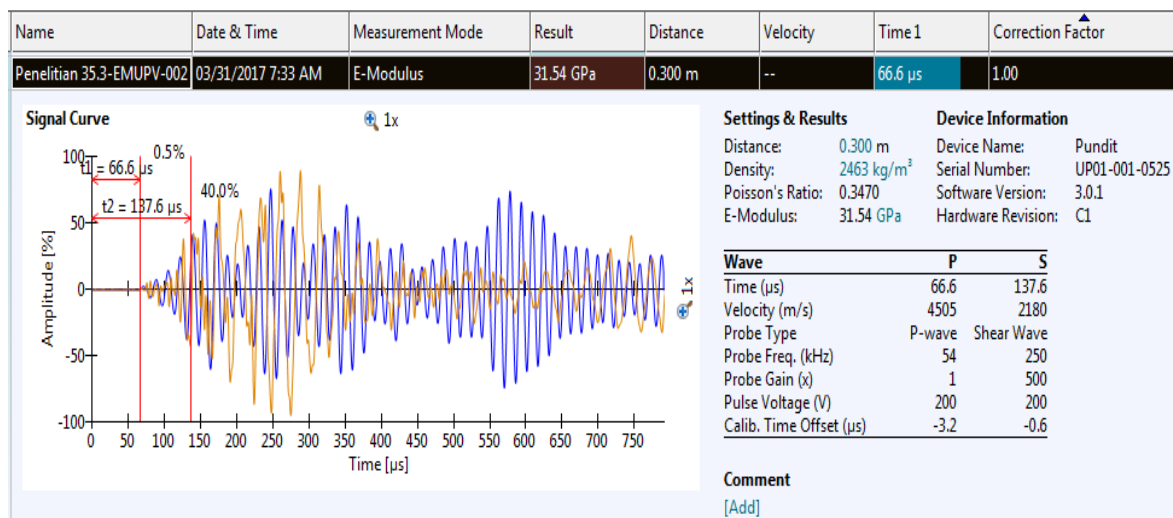 Name Date & Time Measurement Mode Result Distance Velocity Time 1 Correction Factor
Penelitian 35.3-EMUPV-002 03/31/2017 7:33 AM E-Modulus 31.54 GPa 0.300 m -- 66.6 µs 1.00
Signal Curve 1x
0.5%
t1 = 66.6 µs
40.0%
t2 = 137.6 µs
Amplitude [%]
100
50
0
-50
-100
0 50 100 150 200 250 300 350 400 450 500 550 600 650 700 750
Time [µs]
1x
Settings & Results
Distance: 0.300 m
Density: 2463 kg/m³
Poisson's Ratio: 0.3470
E-Modulus: 31.54 GPa
Device Information
Device Name: Pundit
Serial Number: UP01-001-0525
Software Version: 3.0.1
Hardware Revision: C1
Wave P S
Time (µs) 66.6 137.6
Velocity (m/s) 4505 2180
Probe Type P-wave Shear Wave
Probe Freq. (kHz) 54 250
Probe Gain (x) 1 500
Pulse Voltage (V) 200 200
Calib. Time Offset (µs) -3.2 -0.6
Comment
[Add]